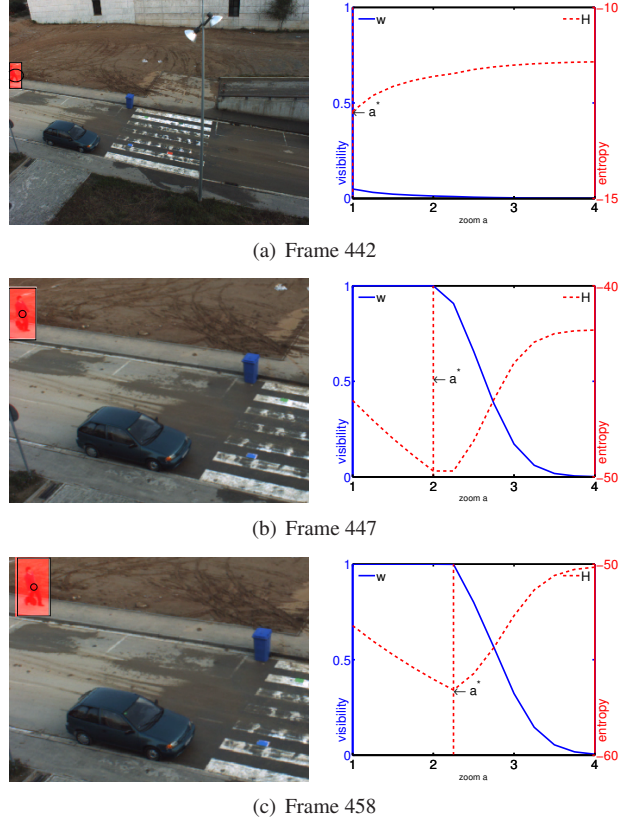 1
w
H
−10
0.5
← a*
visibility
entropy
0
−15
1 2 3 4
zoom a
(a) Frame 442
1
w
H
−40
0.5
← a*
visibility
entropy
0
−50
1 2 3 4
zoom a
(b) Frame 447
1
w
H
−50
0.5
← a*
visibility
entropy
0
−60
1 2 3 4
zoom a
(c) Frame 458